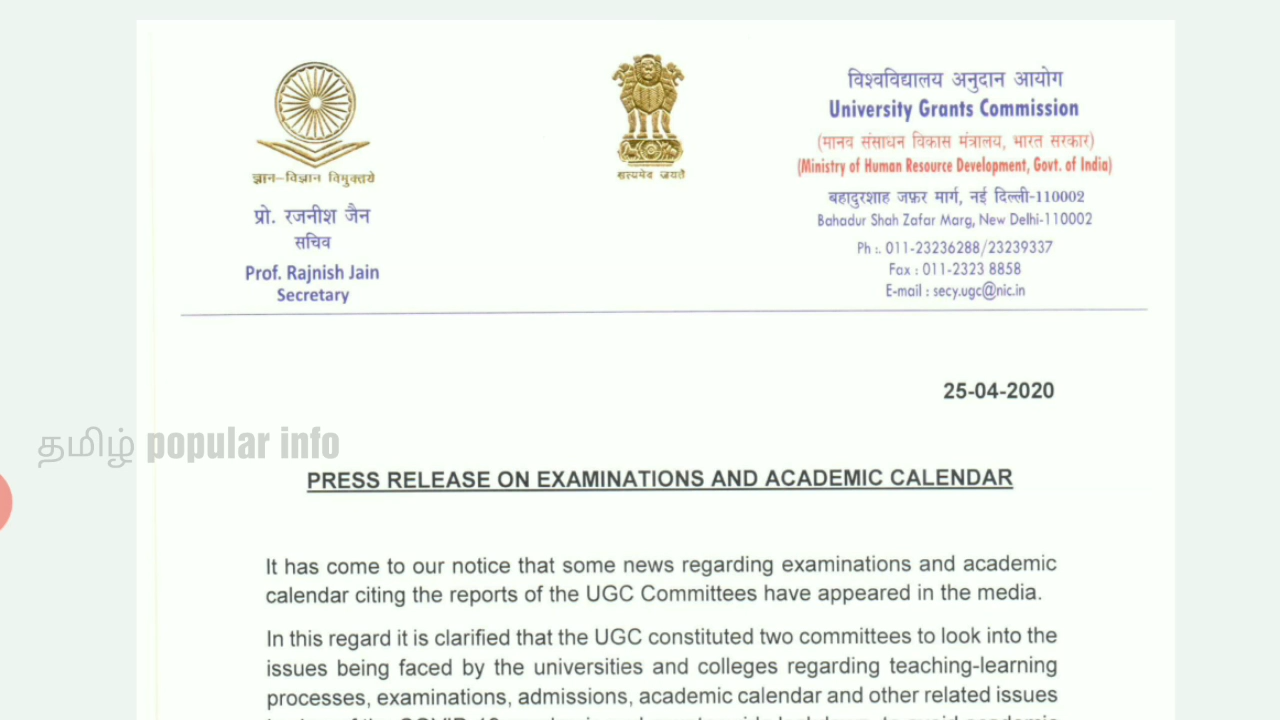 ज्ञान-विज्ञान विमुक्तये
प्रो. रजनीश जैन
सचिव
Prof. Rajnish Jain
Secretary
सत्यमेव जयते
विश्वविद्यालय अनुदान आयोग
University Grants Commission
(मानव संसाधन विकास मंत्रालय, भारत सरकार)
(Ministry of Human Resource Development, Govt. of India)
बहादुरशाह जफ़र मार्ग, नई दिल्ली-110002
Bahadur Shah Zafar Marg, New Delhi-110002
Ph :. 011-23236288/23239337
Fax : 011-2323 8858
E-mail : secy.ugc@nic.in
25-04-2020
தமிழ் popular info
PRESS RELEASE ON EXAMINATIONS AND ACADEMIC CALENDAR
It has come to our notice that some news regarding examinations and academic
calendar citing the reports of the UGC Committees have appeared in the media.
In this regard it is clarified that the UGC constituted two committees to look into the
issues being faced by the universities and colleges regarding teaching-learning
processes, examinations, admissions, academic calendar and other related issues